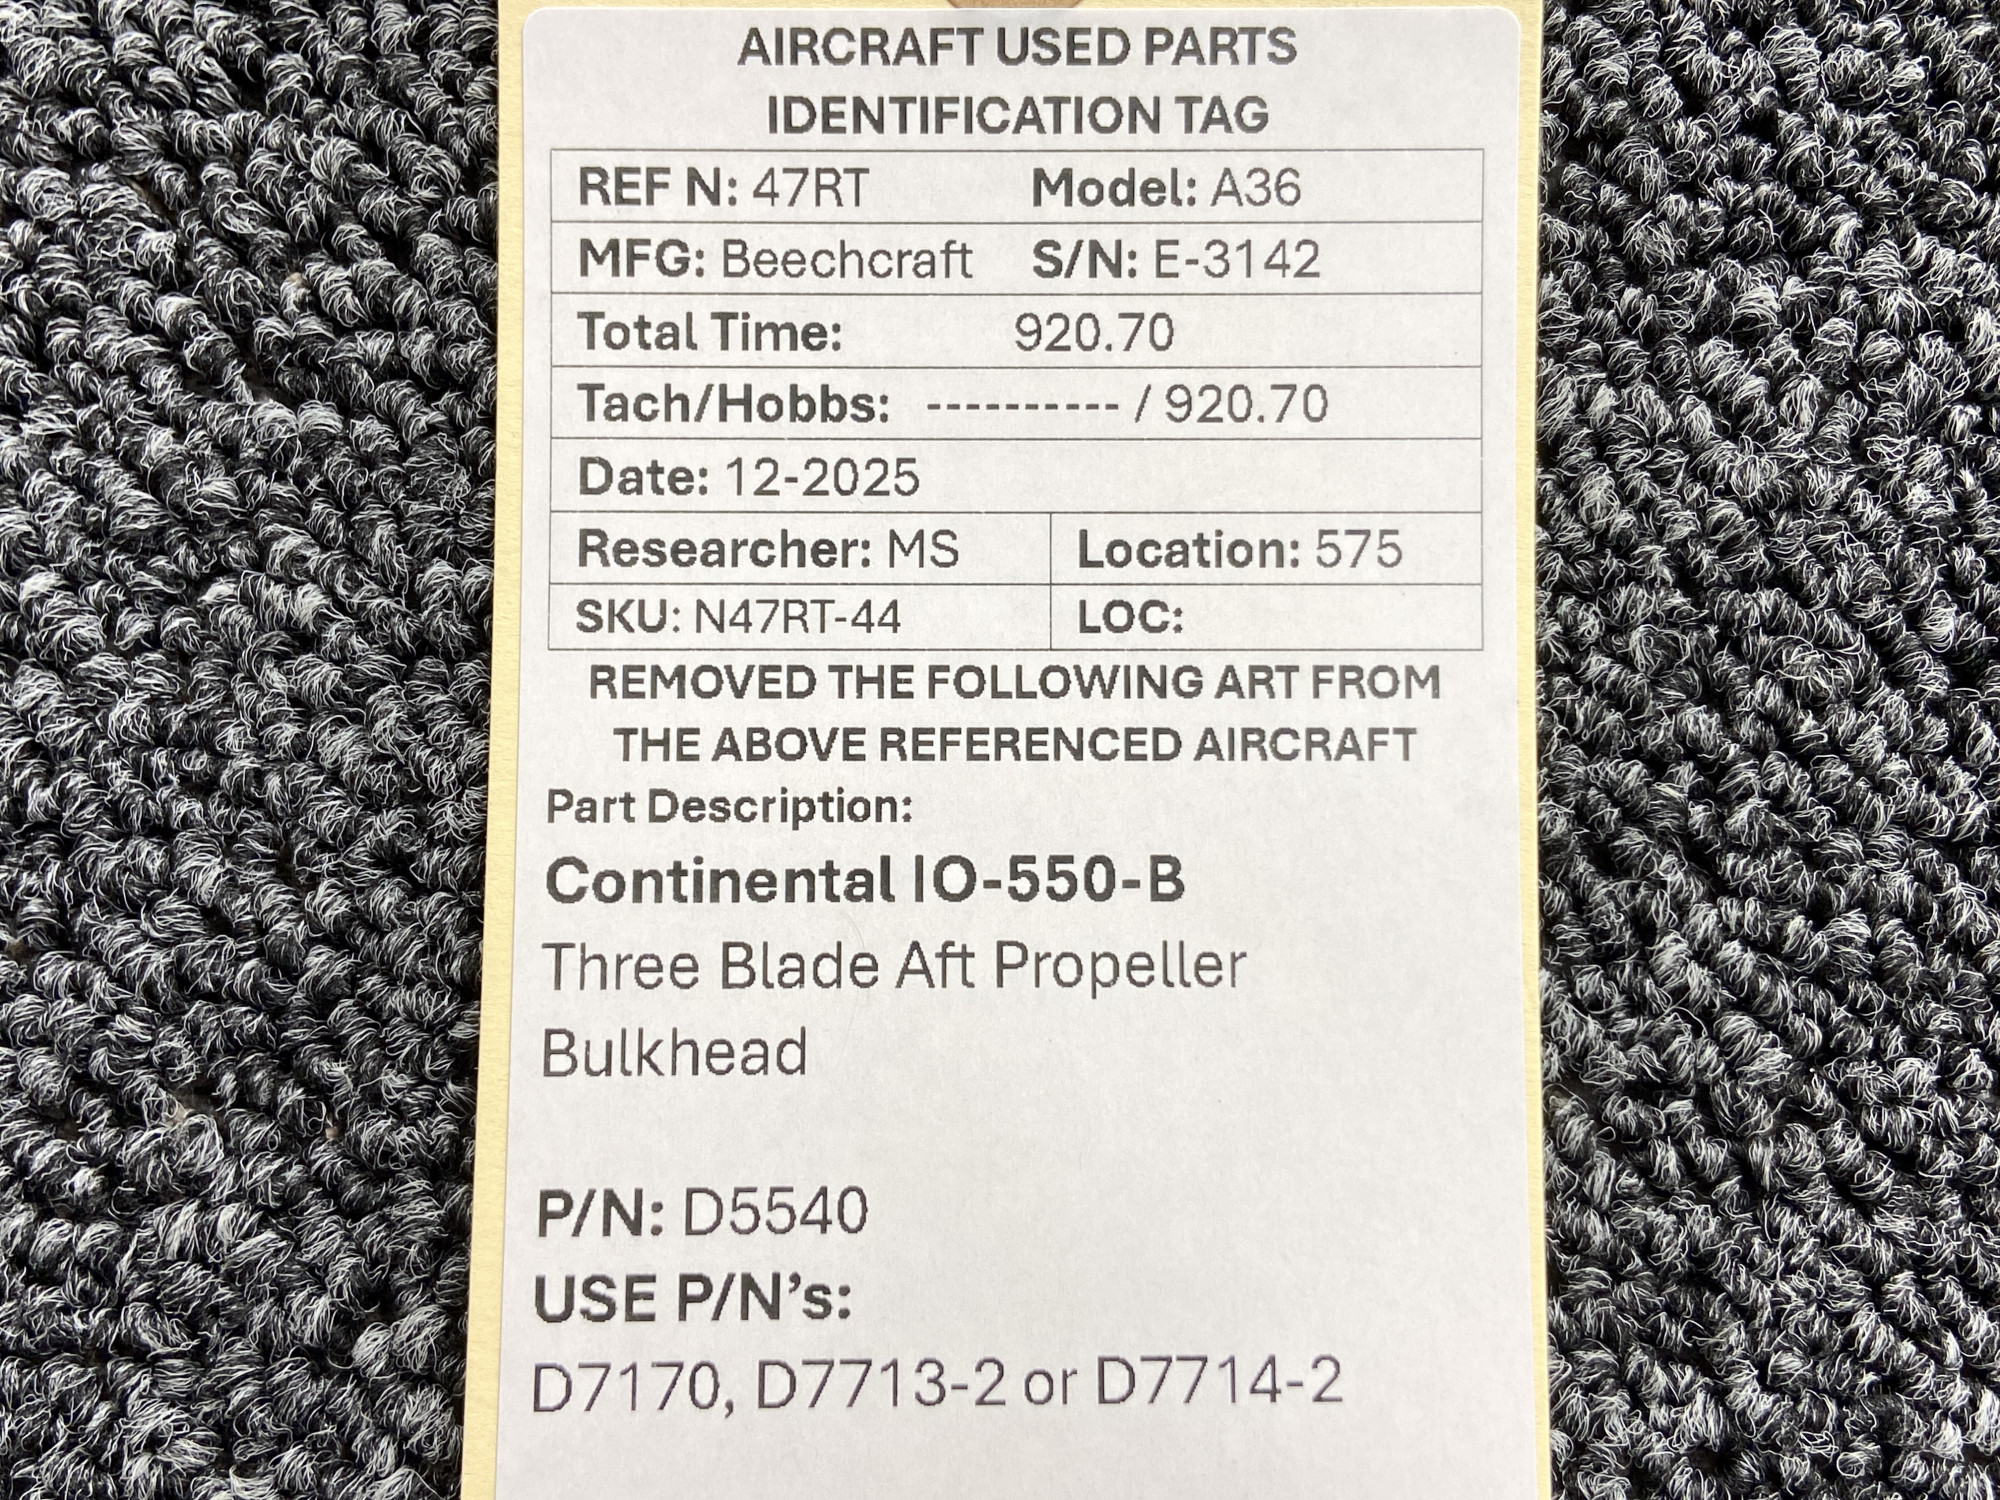 AIRCRAFT USED PARTS
IDENTIFICATION TAG
REF N: 47RT Model: A36
MFG: Beechcraft S/N: E-3142
Total Time: 920.70
Tach/Hobbs: ---------- / 920.70
Date: 12-2025
Researcher: MS Location: 575
SKU: N47RT-44 LOC:
REMOVED THE FOLLOWING ART FROM
THE ABOVE REFERENCED AIRCRAFT
Part Description:
Continental IO-550-B
Three Blade Aft Propeller
Bulkhead
P/N: D5540
USE P/N’s:
D7170, D7713-2 or D7714-2